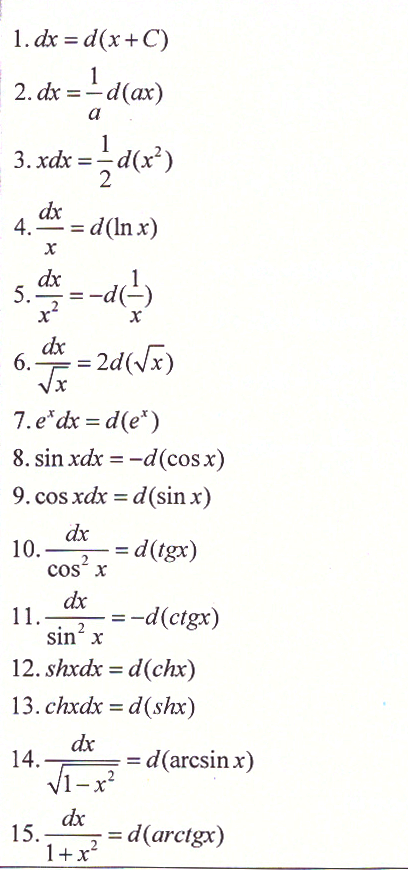 1. dx = d(x+C)
2. dx = \frac{1}{a} d(ax)
3. xdx = \frac{1}{2} d(x^2)
4. \frac{dx}{x} = d(\ln x)
5. \frac{dx}{x^2} = -d(\frac{1}{x})
6. \frac{dx}{\sqrt{x}} = 2d(\sqrt{x})
7. e^x dx = d(e^x)
8. sin xdx = -d(cos x)
9. cos xdx = d(sin x)
10. \frac{dx}{\cos^2 x} = d(tgx)
11. \frac{dx}{\sin^2 x} = -d(ctgx)
12. shxdx = d(chx)
13. chxdx = d(shx)
14. \frac{dx}{\sqrt{1-x^2}} = d(arcsin x)
15. \frac{dx}{1+x^2} = d(arctgx)